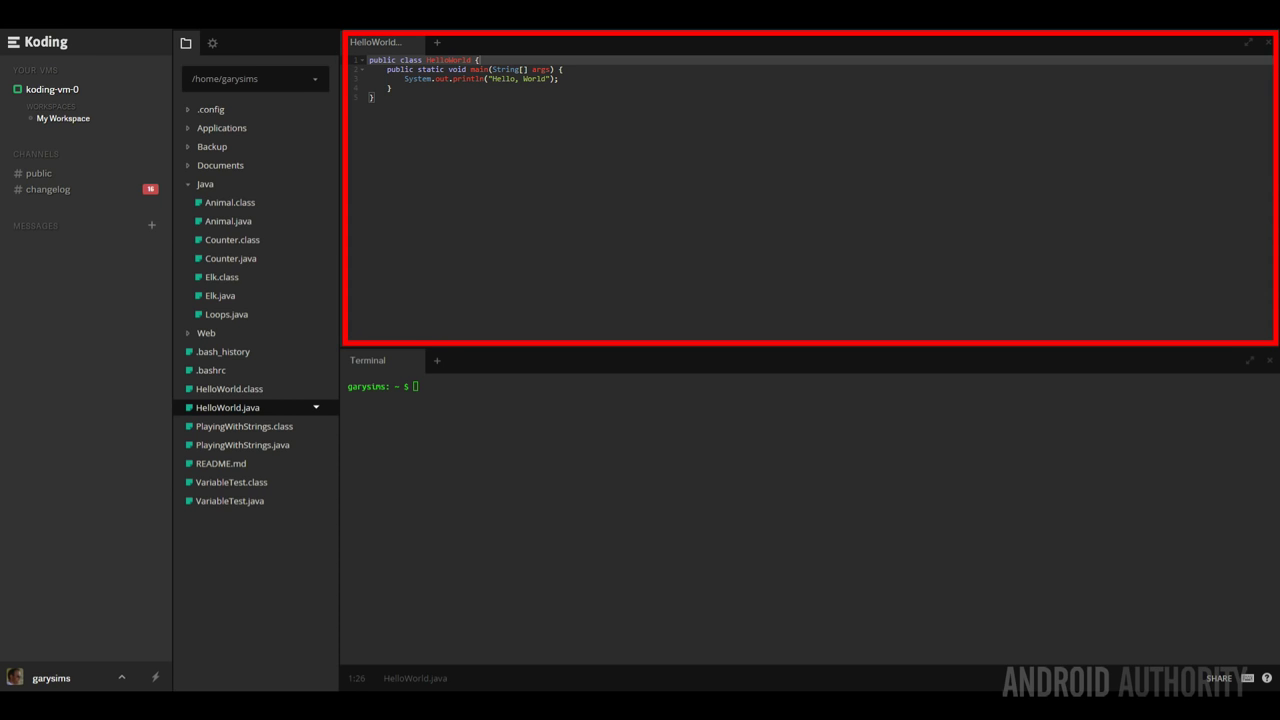 Koding
YOUR VMS
koding-vm-0
WORKSPACES
My Workspace
CHANNELS
# public
# changelog
16
MESSAGES
+
garysims
/home/garysims
.config
Applications
Backup
Documents
Java
Animal.class
Animal.java
Counter.class
Counter.java
Elk.class
Elk.java
Loops.java
Web
.bash_history
.bashrc
HelloWorld.class
HelloWorld.java
PlayingWithStrings.class
PlayingWithStrings.java
README.md
VariableTest.class
VariableTest.java
HelloWorld...
+
1 public class HelloWorld {
2 public static void main(String[] args) {
3 System.out.println("Hello, World");
4 }
5 }
Terminal
+
garysims: ~ $
1:26 HelloWorld.java
SHARE
ANDROID AUTHORITY